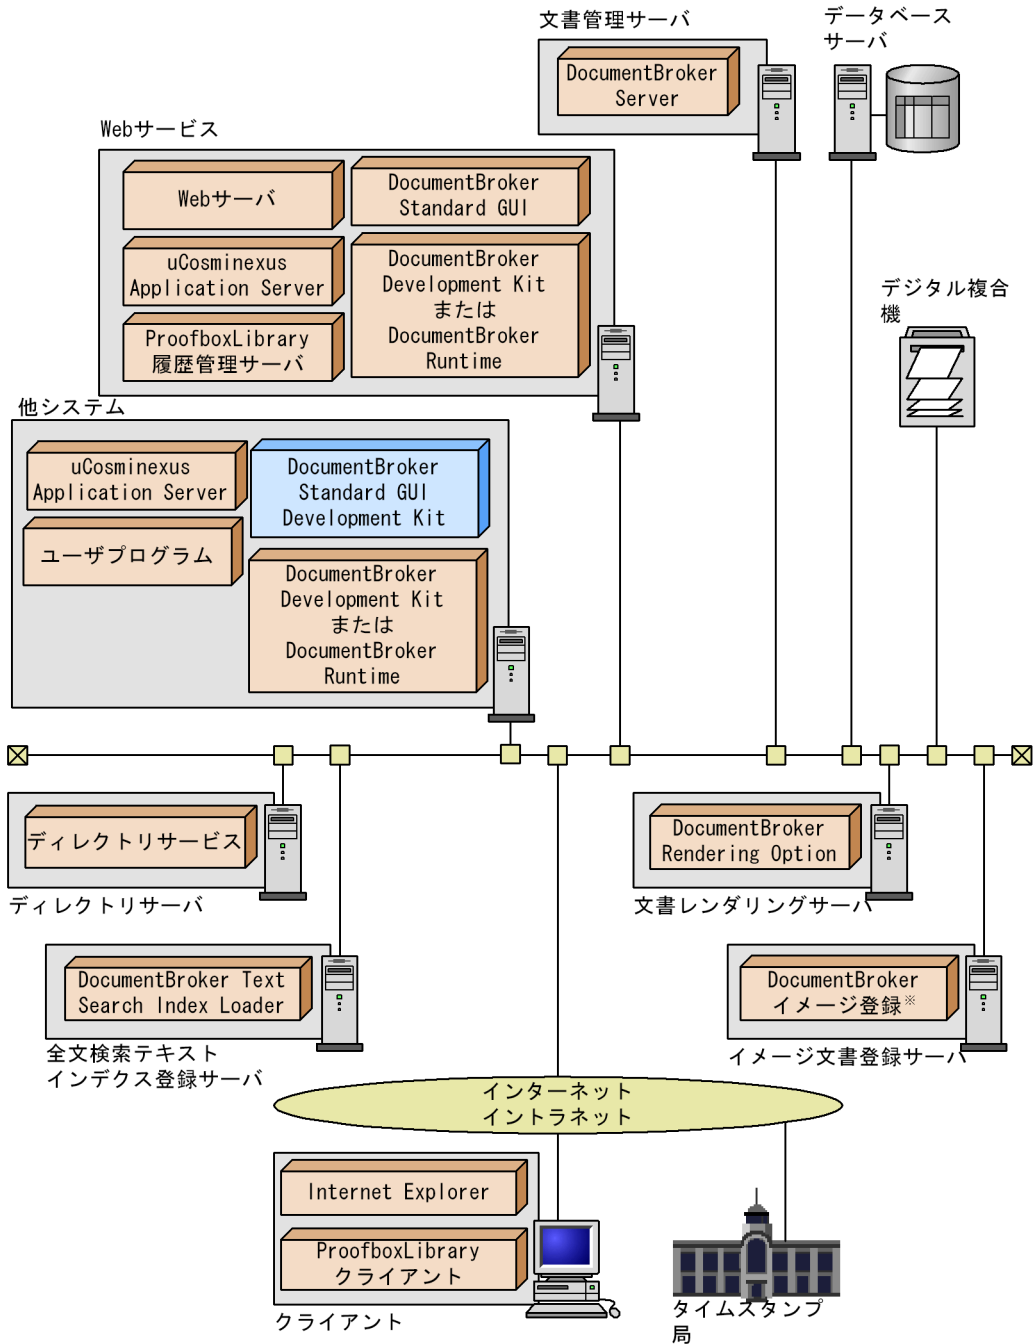 文書管理サーバ
DocumentBroker
Server
データベース
サーバ
Webサービス
Webサーバ
DocumentBroker
Standard GUI
uCosminexus
Application Server
DocumentBroker
Development Kit
または
DocumentBroker
Runtime
ProofboxLibrary
履歴管理サーバ
デジタル複合
機
他システム
uCosminexus
Application Server
DocumentBroker
Standard GUI
Development Kit
ユーザプログラム
DocumentBroker
Development Kit
または
DocumentBroker
Runtime
ディレクトリサービス
ディレクトリサーバ
DocumentBroker
Rendering Option
文書レンダリングサーバ
DocumentBroker Text
Search Index Loader
全文検索テキスト
インデクス登録サーバ
DocumentBroker
イメージ登録※
イメージ文書登録サーバ
インターネット
イントラネット
Internet Explorer
ProofboxLibrary
クライアント
クライアント
タイムスタンプ
局